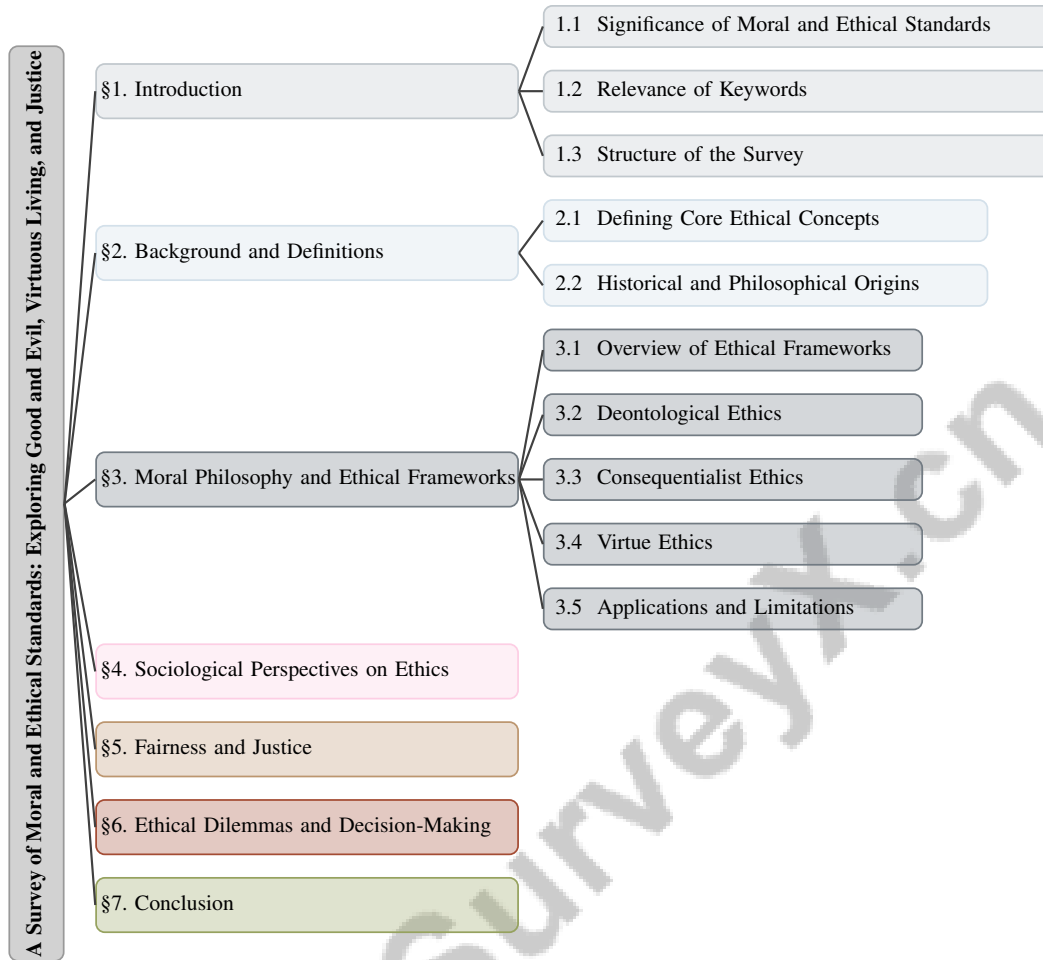 A Survey of Moral and Ethical Standards: Exploring Good and Evil, Virtuous Living, and Justice
§1. Introduction
1.1 Significance of Moral and Ethical Standards
1.2 Relevance of Keywords
1.3 Structure of the Survey
§2. Background and Definitions
2.1 Defining Core Ethical Concepts
2.2 Historical and Philosophical Origins
§3. Moral Philosophy and Ethical Frameworks
3.1 Overview of Ethical Frameworks
3.2 Deontological Ethics
3.3 Consequentialist Ethics
3.4 Virtue Ethics
3.5 Applications and Limitations
§4. Sociological Perspectives on Ethics
§5. Fairness and Justice
§6. Ethical Dilemmas and Decision-Making
§7. Conclusion
SurveyX.cn